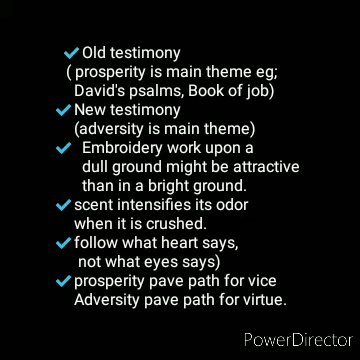 ✔ Old testimony
( prosperity is main theme eg;
David's psalms, Book of job)
✔ New testimony
(adversity is main theme)
✔ Embroidery work upon a
dull ground might be attractive
than in a bright ground.
✔ scent intensifies its odor
when it is crushed.
✔ follow what heart says,
not what eyes says)
✔ prosperity pave path for vice
Adversity pave path for virtue.
PowerDirector